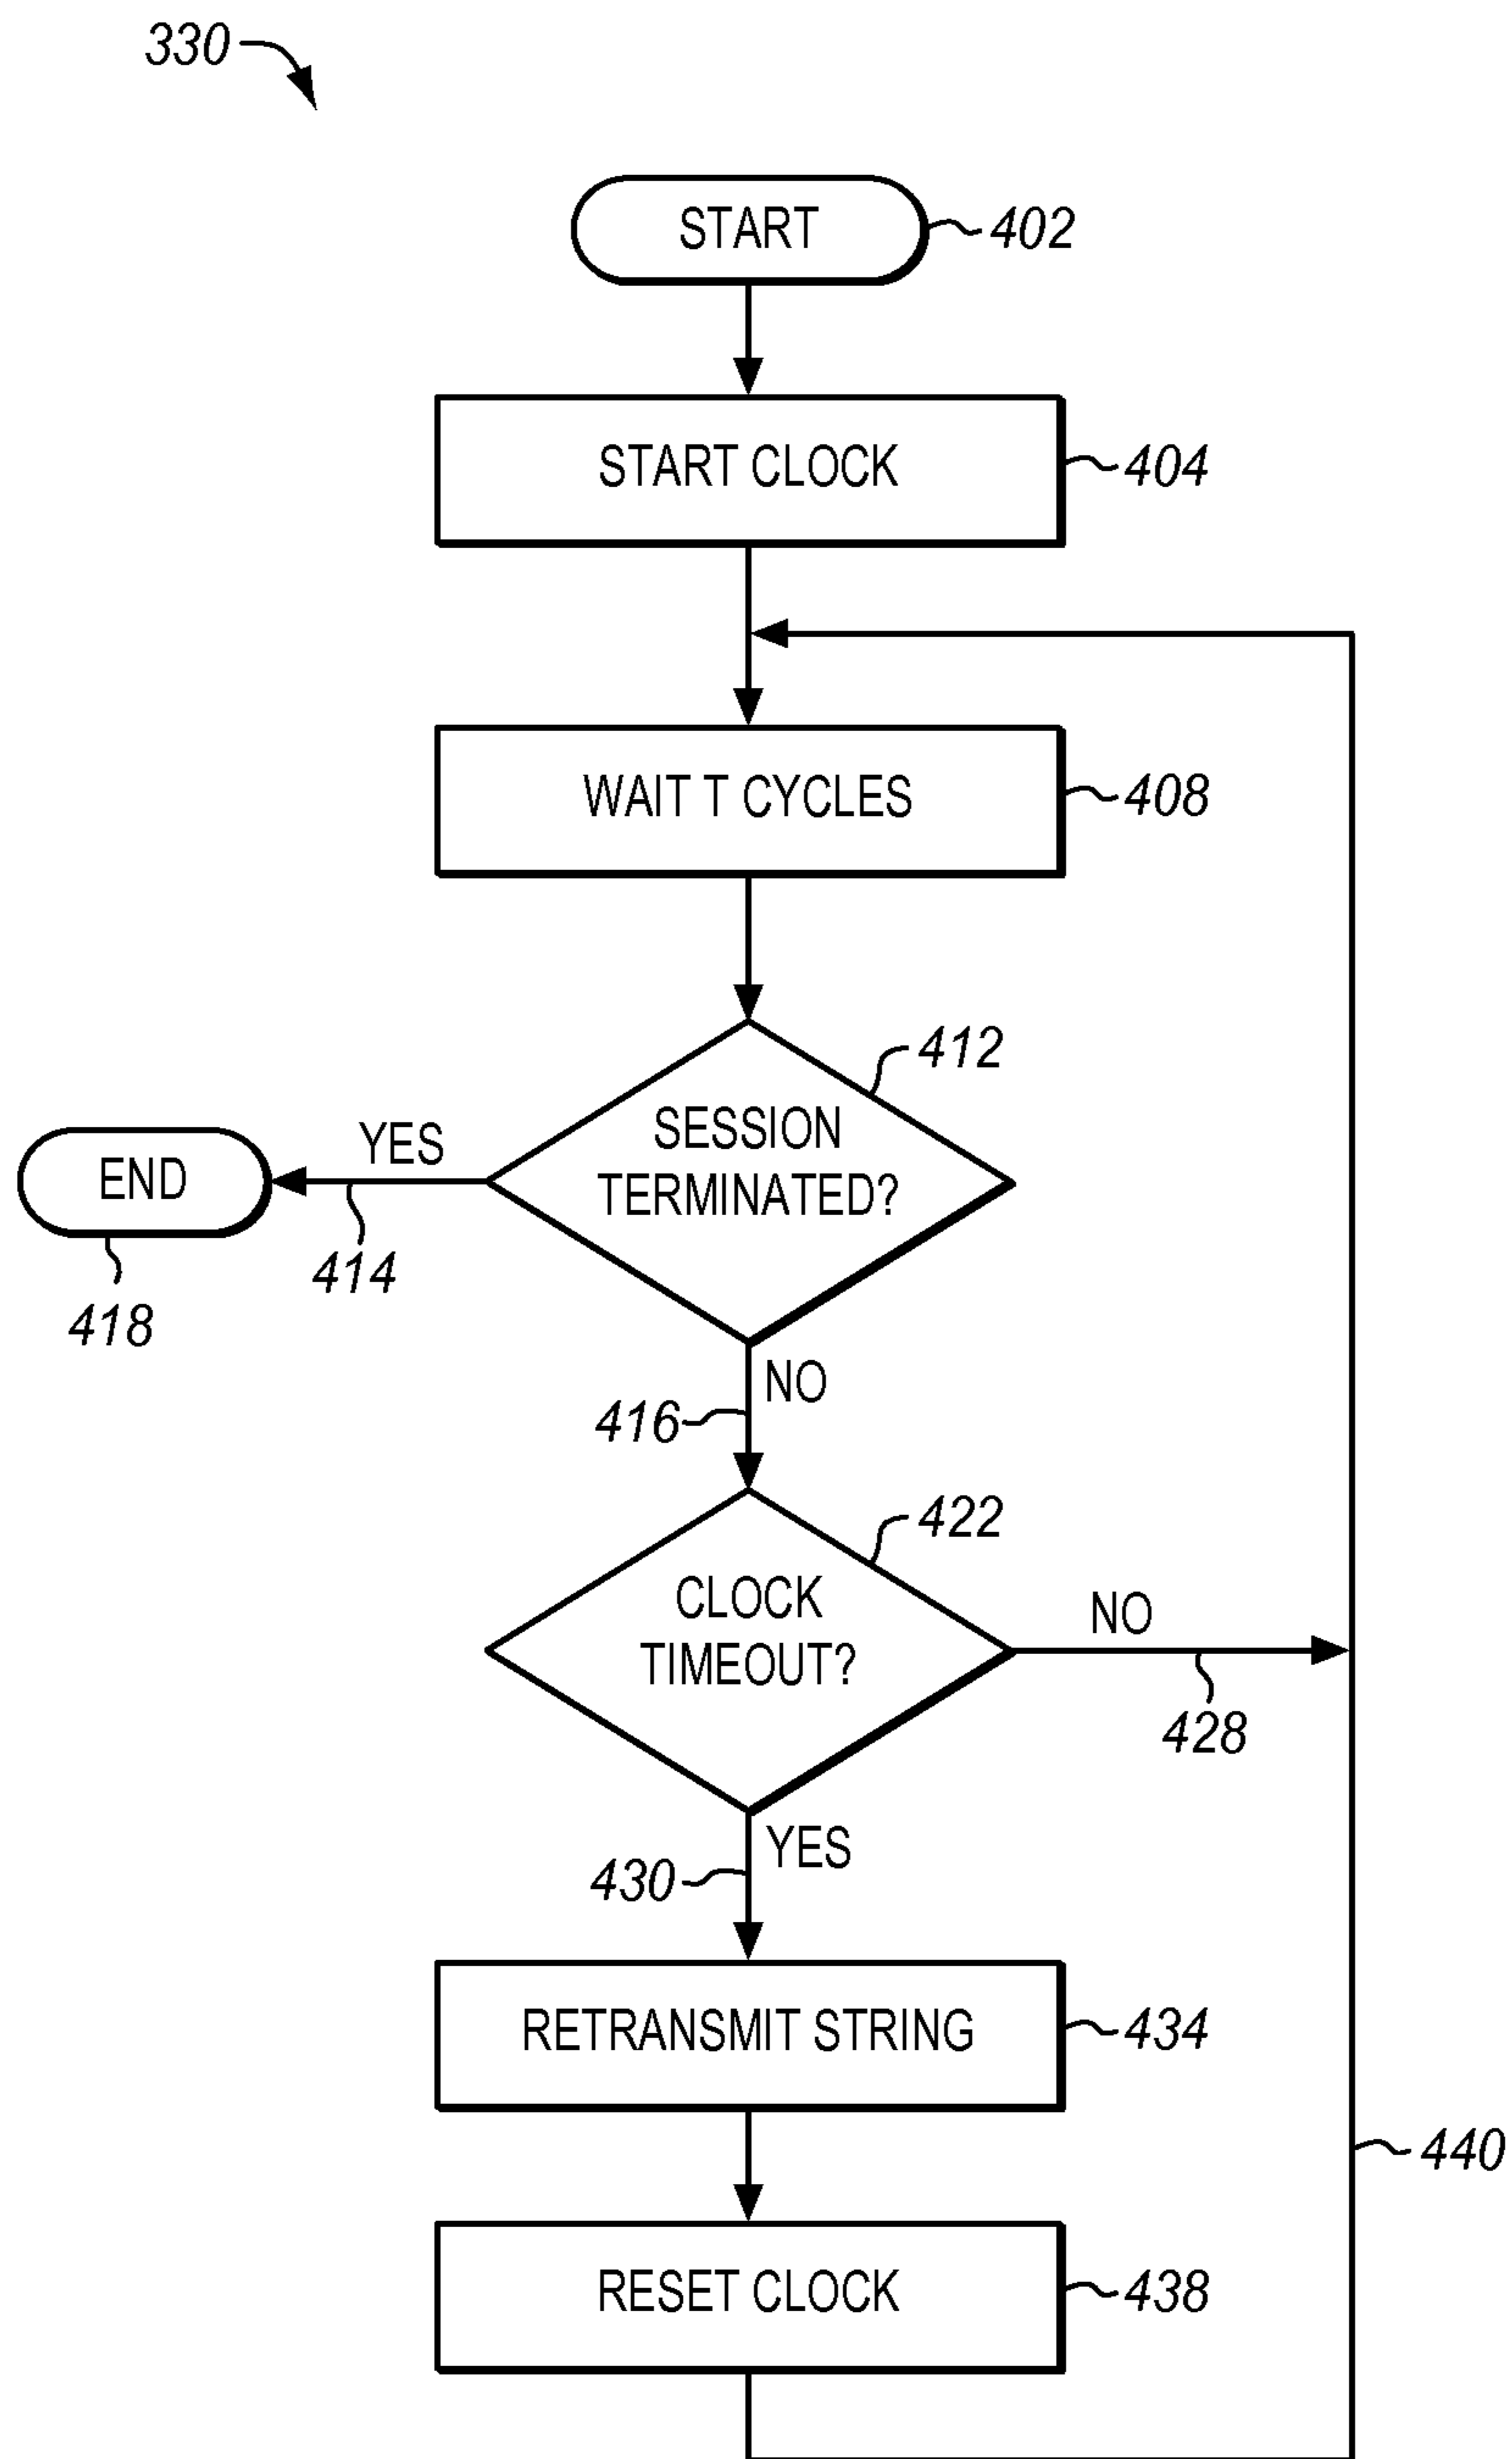 330
START
402
START CLOCK
404
WAIT T CYCLES
408
412
SESSION
TERMINATED?
YES
END
414
418
NO
416
422
CLOCK
TIMEOUT?
NO
428
YES
430
RETRANSMIT STRING
434
440
RESET CLOCK
438